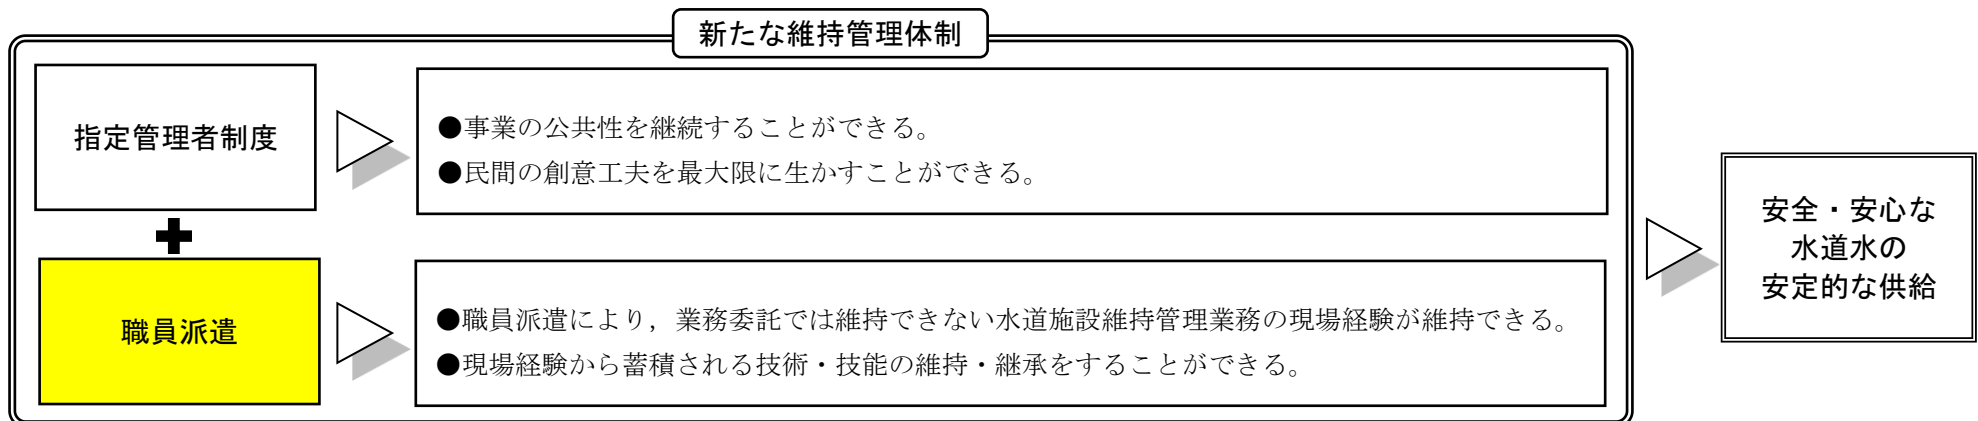 新たな維持管理体制
指定管理者制度
●事業の公共性を継続することができる。
●民間の創意工夫を最大限に生かすことができる。
職員派遣
●職員派遣により，業務委託では維持できない水道施設維持管理業務の現場経験が維持できる。
●現場経験から蓄積される技術・技能の維持・継承をすることができる。
安全・安心な
水道水の
安定的な供給